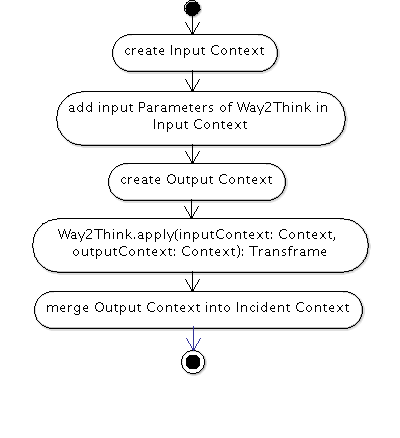 create Input Context
add input Parameters of Way2Think in
Input Context
create Output Context
Way2Think.apply(inputContext: Context,
outputContext: Context): Transframe
merge Output Context into Incident Context